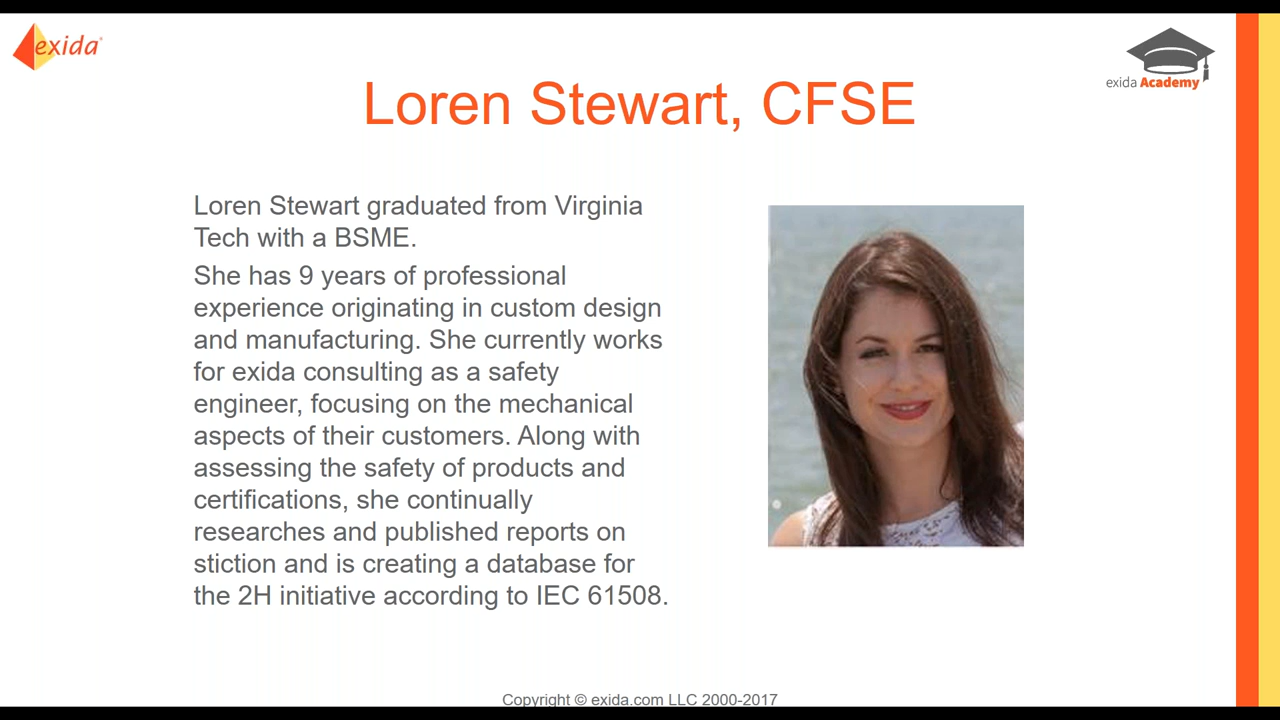 exida
exida Academy
Loren Stewart, CFSE
Loren Stewart graduated from Virginia
Tech with a BSME.
She has 9 years of professional
experience originating in custom design
and manufacturing. She currently works
for exida consulting as a safety
engineer, focusing on the mechanical
aspects of their customers. Along with
assessing the safety of products and
certifications, she continually
researches and published reports on
stiction and is creating a database for
the 2H initiative according to IEC 61508.
Copyright © exida.com LLC 2000-2017